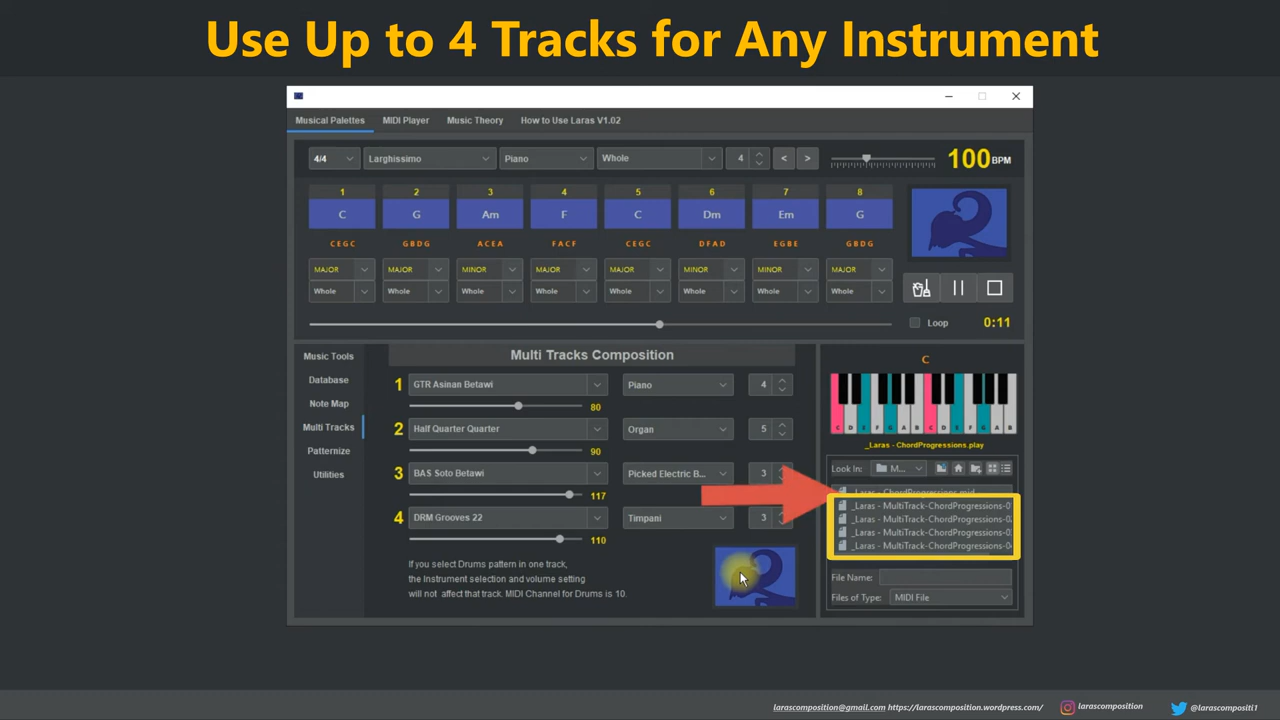 Use Up to 4 Tracks for Any Instrument
Musical Palettes MIDI Player Music Theory How to Use Laras V1.02
4/4 Larghissimo Piano Whole 4 < > 100 BPM
1 2 3 4 5 6 7 8
C G Am F C Dm Em G
C E G C G B D G A C E A F A C F C E G C D F A D E G B E G B D G
MAJOR MAJOR MINOR MAJOR MAJOR MINOR MINOR MAJOR
Whole Whole Whole Whole Whole Whole Whole Whole
Loop 0:11
Music Tools
Database
Note Map
Multi Tracks
Patternize
Utilities
Multi Tracks Composition
1 GTR Asinan Betawi Piano 4
80
2 Half Quarter Quarter Organ 5
90
3 BAS Soto Betawi Picked Electric B... 3
117
4 DRM Grooves 22 Timpani 3
110
If you select Drums pattern in one track,
the Instrument selection and volume setting
will not affect that track. MIDI Channel for Drums is 10.
C
C D E F G A B C D E F G A B
_Laras - ChordProgressions.play
Look In: M...
_Laras - ChordProgressions.mid
_Laras - MultiTrack-ChordProgressions-0
_Laras - MultiTrack-ChordProgressions-0
_Laras - MultiTrack-ChordProgressions-0
_Laras - MultiTrack-ChordProgressions-0
File Name:
Files of Type: MIDI File
larascomposition@gmail.com https://larascomposition.wordpress.com/ larascomposition @larascompositi1